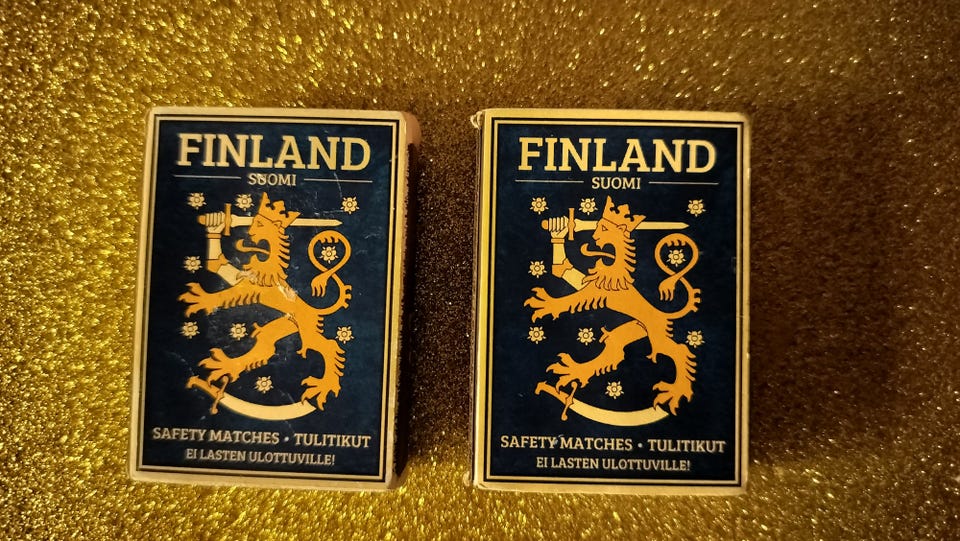 FINLAND
SUOMI
SAFETY MATCHES • TULITIKUT
EI LASTEN ULOTTUVILLE!
FINLAND
SUOMI
SAFETY MATCHES • TULITIKUT
EI LASTEN ULOTTUVILLE!